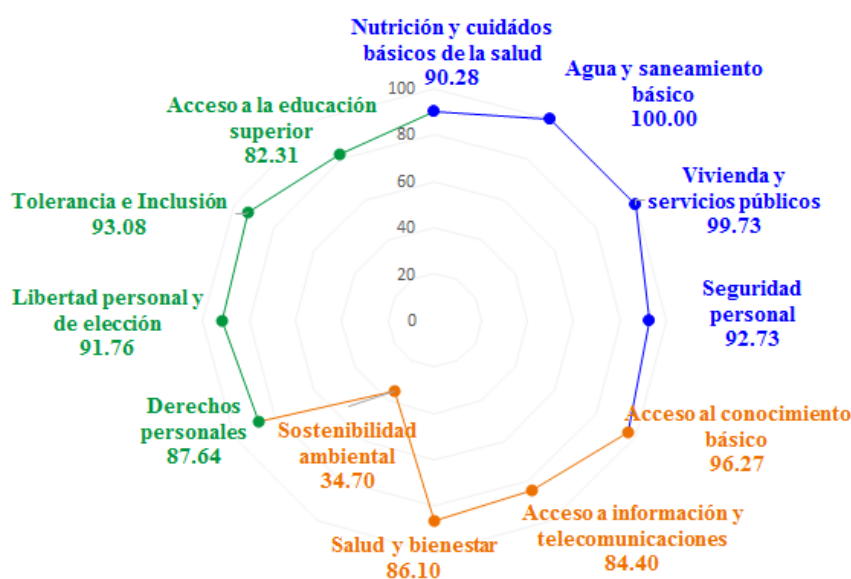 Nutrición y cuidádos
básicos de la salud
90.28
Agua y saneamiento
básico
100.00
Vivienda y
servicios públicos
99.73
Seguridad
personal
92.73
Acceso al conocimiento
básico
96.27
Acceso a información y
telecomunicaciones
84.40
Salud y bienestar
86.10
Sostenibilidad
ambiental
34.70
Derechos
personales
87.64
Libertad personal y
de elección
91.76
Tolerancia e Inclusión
93.08
Acceso a la educación
superior
82.31
100
80
60
40
20
0